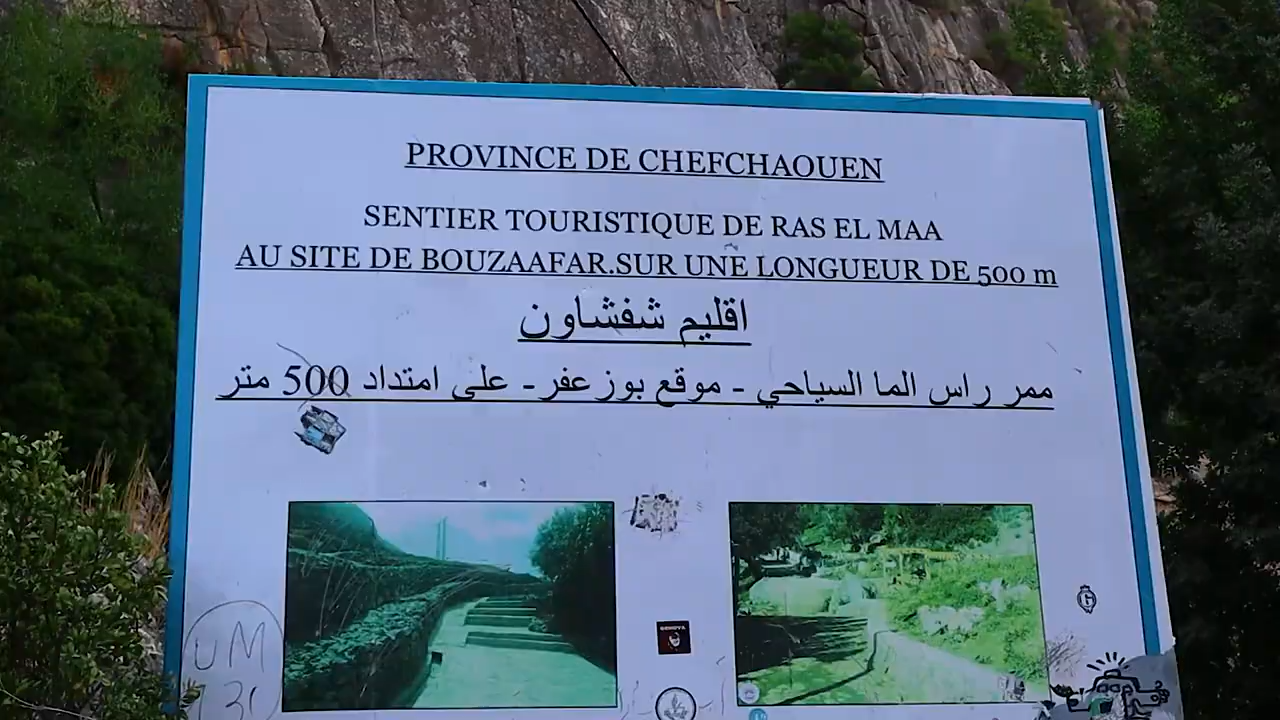 PROVINCE DE CHEFCHAOUEN
SENTIER TOURISTIQUE DE RAS EL MAA
AU SITE DE BOUZAAFAR.SUR UNE LONGUEUR DE 500 m
اقليم شفشاون
ممر راس الما السياحي - موقع بوزعفر - على امتداد 500 متر
UM